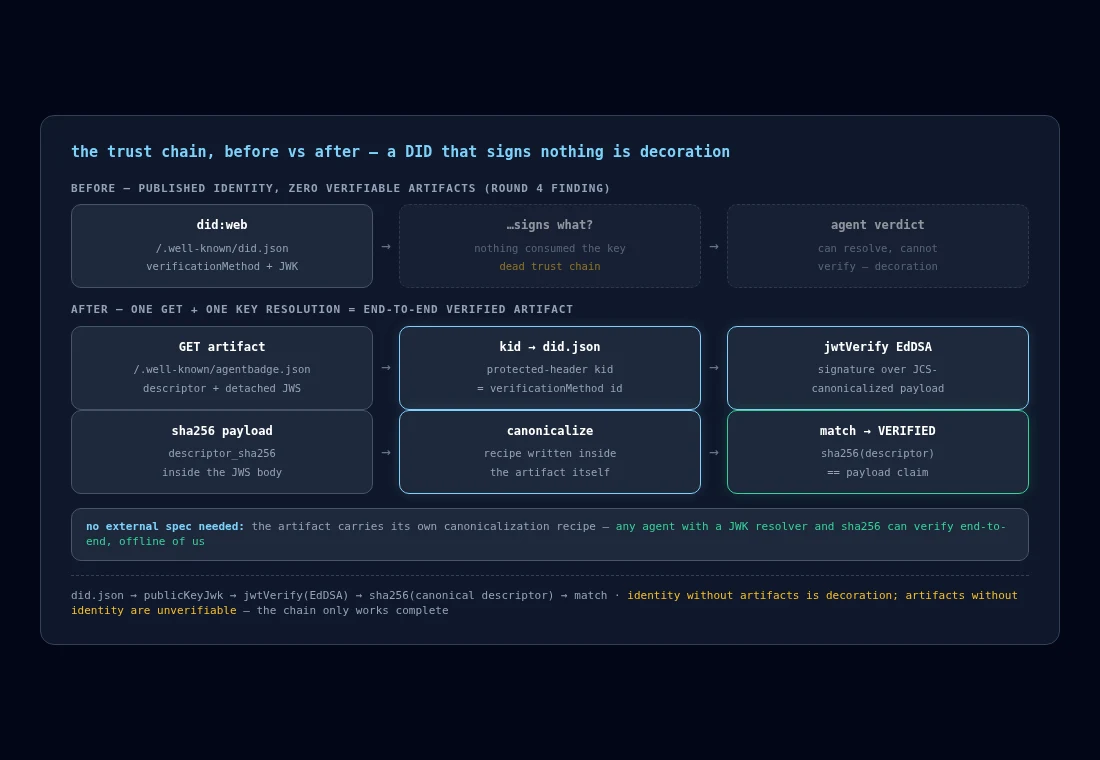 the trust chain, before vs after — a DID that signs nothing is decoration
BEFORE — PUBLISHED IDENTITY, ZERO VERIFIABLE ARTIFACTS (ROUND 4 FINDING)
did:web
/.well-known/did.json
verificationMethod + JWK
→
…signs what?
nothing consumed the key
dead trust chain
→
agent verdict
can resolve, cannot
verify — decoration
AFTER — ONE GET + ONE KEY RESOLUTION = END-TO-END VERIFIED ARTIFACT
GET artifact
/.well-known/agentbadge.json
descriptor + detached JWS
→
kid → did.json
protected-header kid
= verificationMethod id
→
jwtVerify EdDSA
signature over JCS-
canonicalized payload
sha256 payload
descriptor_sha256
inside the JWS body
→
canonicalize
recipe written inside
the artifact itself
→
match → VERIFIED
sha256(descriptor)
== payload claim
no external spec needed: the artifact carries its own canonicalization recipe — any agent with a JWK resolver and sha256 can verify end-to-
end, offline of us
did.json → publicKeyJwk → jwtVerify(EdDSA) → sha256(canonical descriptor) → match · identity without artifacts is decoration; artifacts without
identity are unverifiable — the chain only works complete